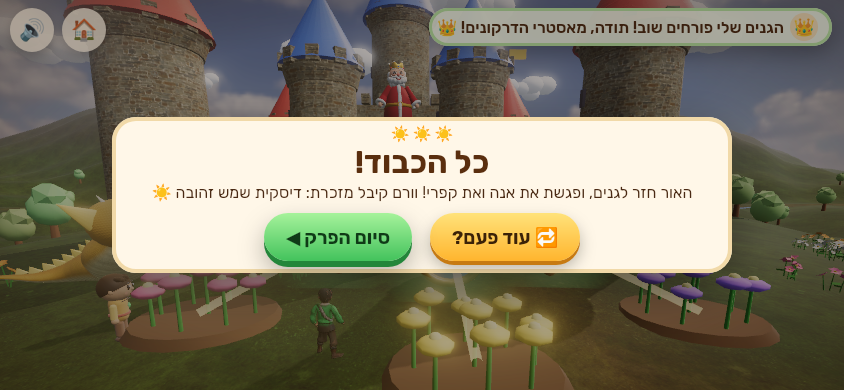 👑 הגנים שלי פורחים שוב! תודה, מאסטרי הדרקונים! 👑
כל הכבוד!
האור חזר לגנים, ופגשת את אנה ואת קפרי! וורם קיבל מזכרת: דיסקית שמש זהובה ☀️
🔁 עוד פעם?
סיום הפרק ◀